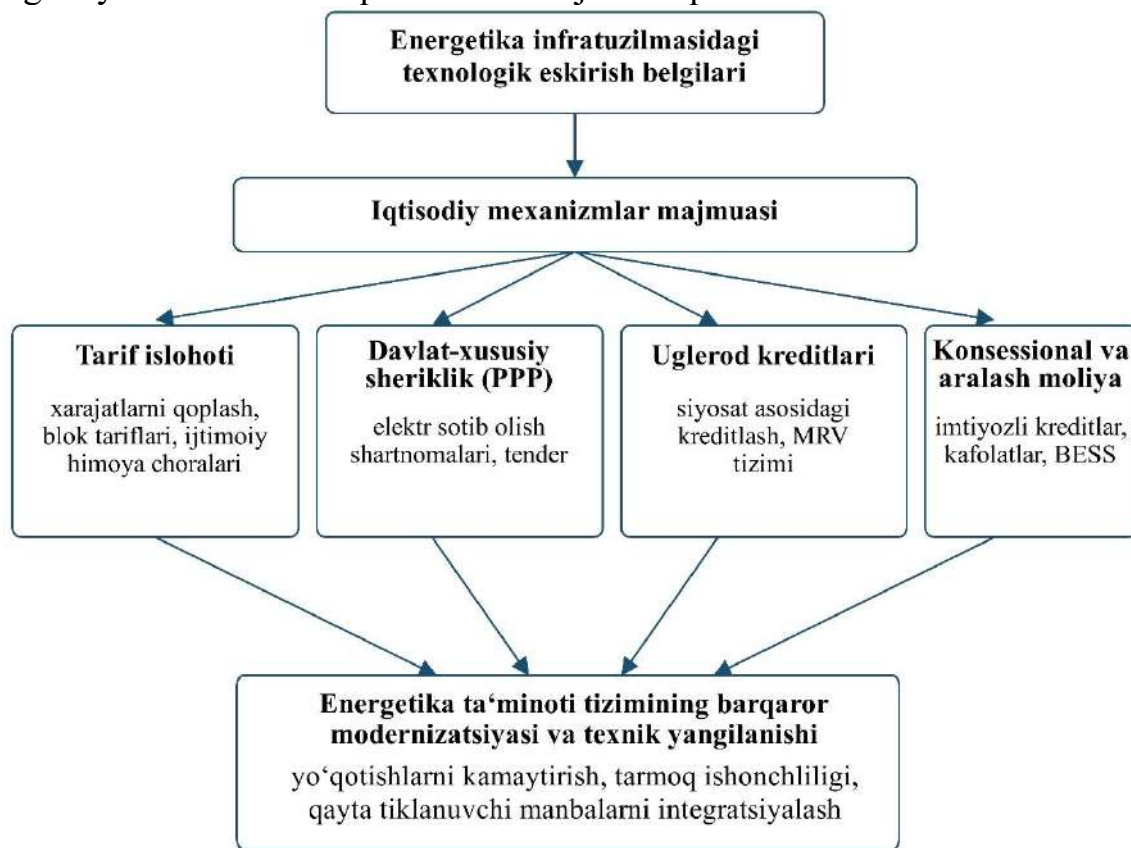 Energetika infratuzilmasidagi
texnologik eskirish belgilari
Iqtisodiy mexanizmlar majmuasi
Tarif islohoti
xarajatlarni qoplash,
blok tariflari, ijtimoiy
himoya choralari
Davlat-xususiy
sheriklik (PPP)
elektr sotib olish
shartnomalari, tender
Uglerod kreditlari
siyosat asosidagi
kreditlash, MRV
tizimi
Konsessional va
aralash moliya
imtiyozli kreditlar,
kafolatlar, BESS
Energetika ta‘minoti tizimining barqaror
modernizatsiyasi va texnik yangilanishi
yo‘qotishlarni kamaytirish, tarmoq ishonchliligi,
qayta tiklanuvchi manbalarni integratsiyalash